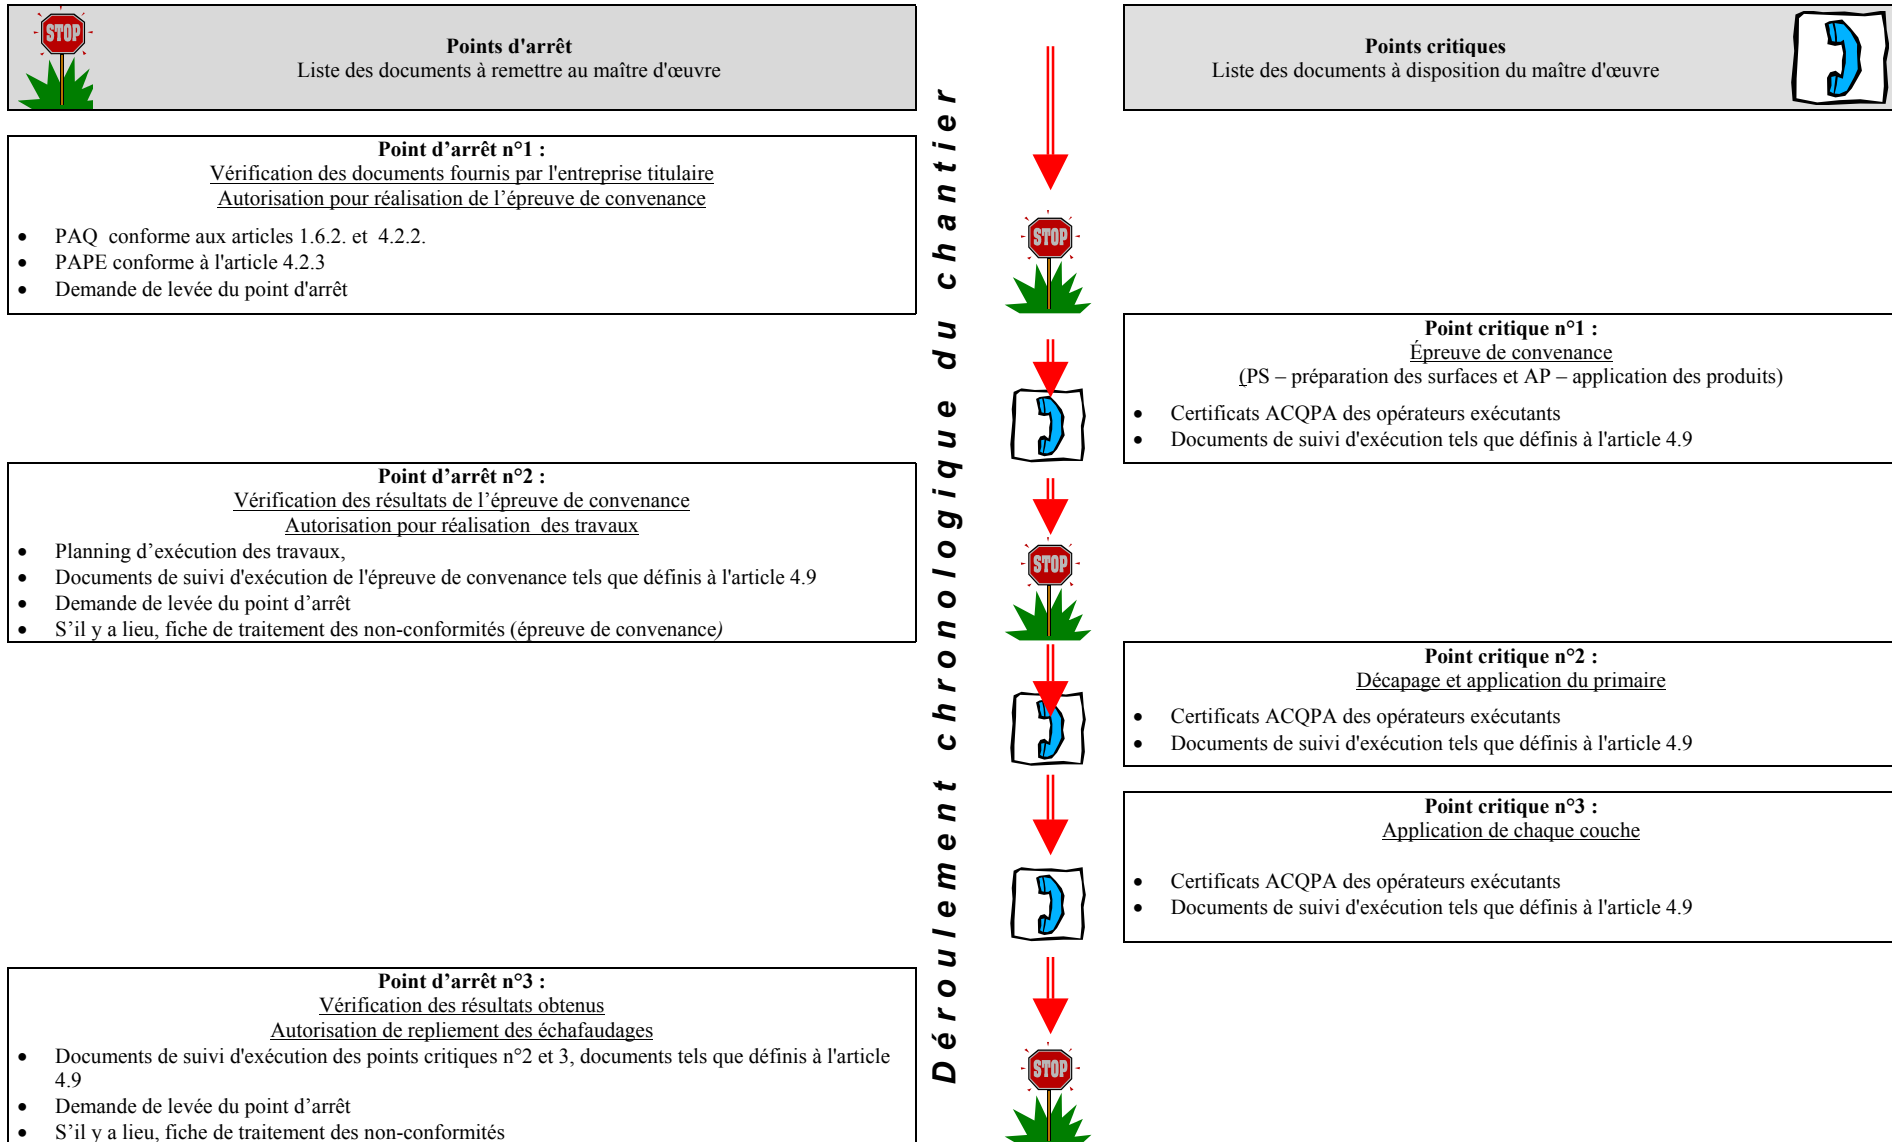 STOP
Points d'arrêt
Liste des documents à remettre au maître d'œuvre
Points critiques
Liste des documents à disposition du maître d'œuvre
Déroulement chronologique du chantier
Point d’arrêt n°1 :
Vérification des documents fournis par l'entreprise titulaire
Autorisation pour réalisation de l’épreuve de convenance
• PAQ  conforme aux articles 1.6.2. et  4.2.2.
• PAPE conforme à l'article 4.2.3
• Demande de levée du point d'arrêt
STOP
Point critique n°1 :
Épreuve de convenance
(PS – préparation des surfaces et AP – application des produits)
• Certificats ACQPA des opérateurs exécutants
• Documents de suivi d'exécution tels que définis à l'article 4.9
Point d’arrêt n°2 :
Vérification des résultats de l’épreuve de convenance
Autorisation pour réalisation  des travaux
• Planning d’exécution des travaux,
• Documents de suivi d'exécution de l'épreuve de convenance tels que définis à l'article 4.9
• Demande de levée du point d’arrêt
• S’il y a lieu, fiche de traitement des non-conformités (épreuve de convenance)
STOP
Point critique n°2 :
Décapage et application du primaire
• Certificats ACQPA des opérateurs exécutants
• Documents de suivi d'exécution tels que définis à l'article 4.9
Point critique n°3 :
Application de chaque couche
• Certificats ACQPA des opérateurs exécutants
• Documents de suivi d'exécution tels que définis à l'article 4.9
Point d’arrêt n°3 :
Vérification des résultats obtenus
Autorisation de repliement des échafaudages
• Documents de suivi d'exécution des points critiques n°2 et 3, documents tels que définis à l'article
4.9
• Demande de levée du point d’arrêt
• S’il y a lieu, fiche de traitement des non-conformités
STOP